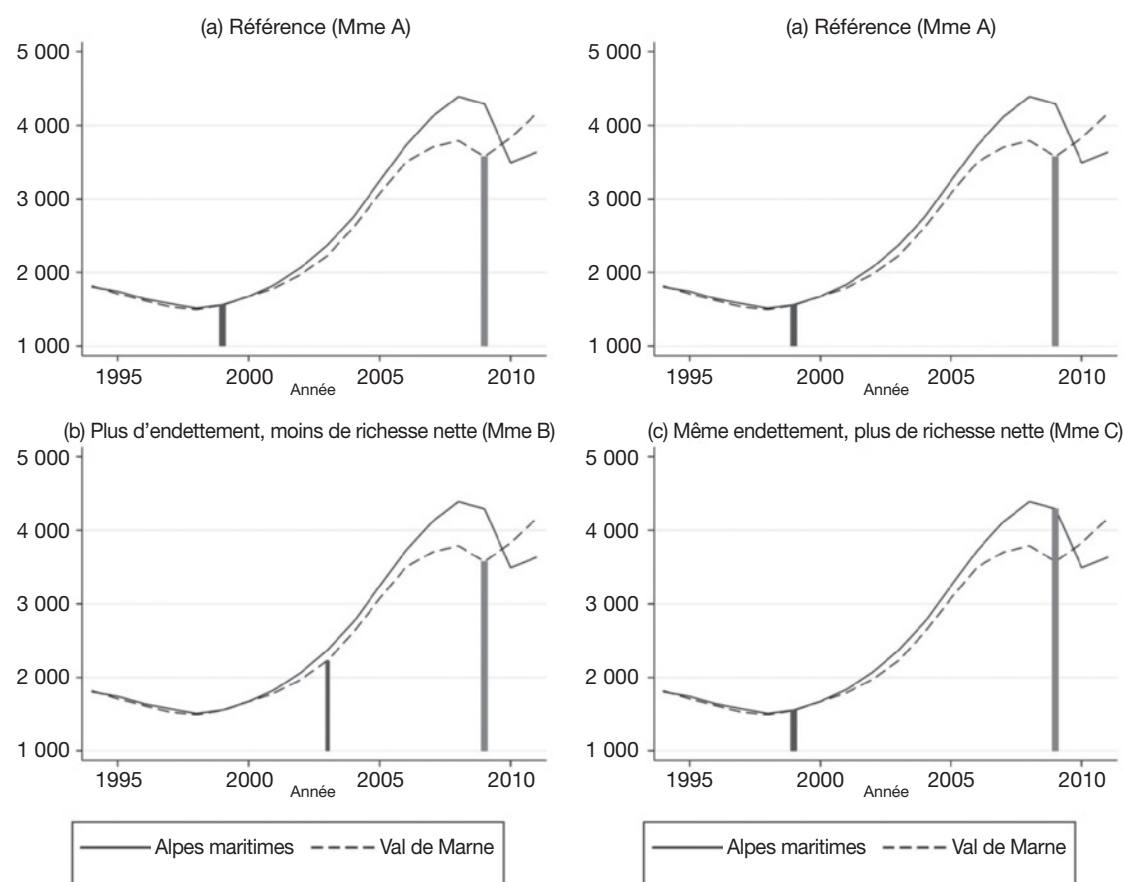 (a) Référence (Mme A)
5 000
4 000
3 000
2 000
1 000
1995 2000 2005 2010
Année
(a) Référence (Mme A)
5 000
4 000
3 000
2 000
1 000
1995 2000 2005 2010
Année
(b) Plus d’endettement, moins de richesse nette (Mme B)
5 000
4 000
3 000
2 000
1 000
1995 2000 2005 2010
Année
(c) Même endettement, plus de richesse nette (Mme C)
5 000
4 000
3 000
2 000
1 000
1995 2000 2005 2010
Année
Alpes maritimes Val de Marne
Alpes maritimes Val de Marne